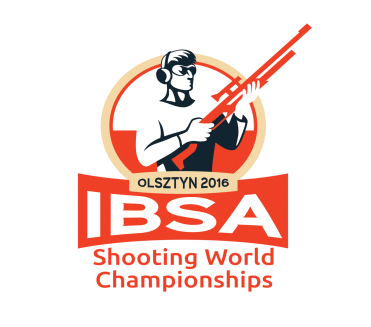 OLSZTYN 2016
IBSA
Shooting World
Championships